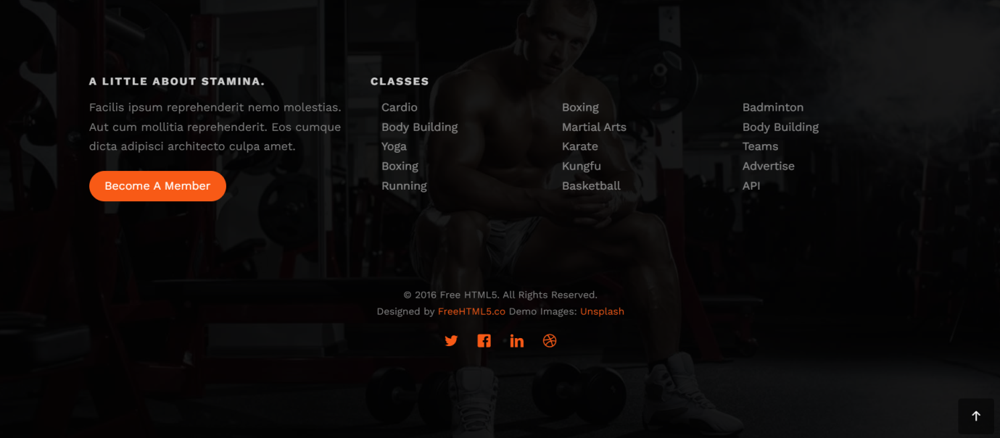 A LITTLE ABOUT STAMINA.
Facilis ipsum reprehenderit nemo molestias.
Aut cum mollitia reprehenderit. Eos cumque
dicta adipisci architecto culpa amet.
Become A Member
CLASSES
Cardio
Body Building
Yoga
Boxing
Running
Boxing
Martial Arts
Karate
Kungfu
Basketball
Badminton
Body Building
Teams
Advertise
API
© 2016 Free HTML5. All Rights Reserved.
Designed by FreeHTML5.co Demo Images: Unsplash